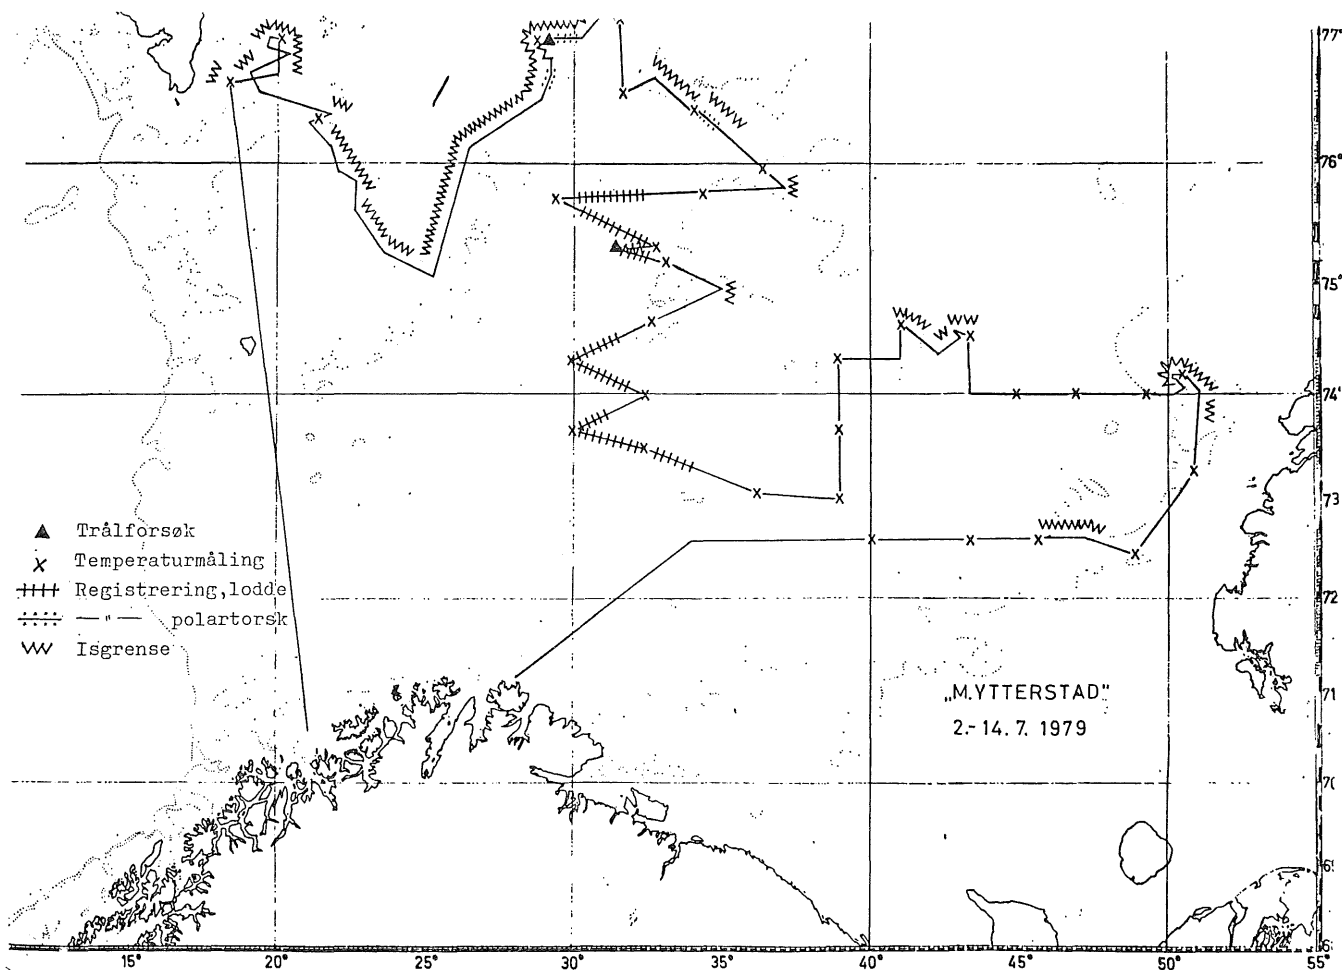 77°
76°
75°
74°
73
72
71
Trålforsøk
Temperaturmåling
Registrering, lodde
—"— polartorsk
Isgrense
„M.YTTERSTAD"
2.-14. 7. 1979
15° 20° 25° 30° 35° 40° 45° 50° 55°